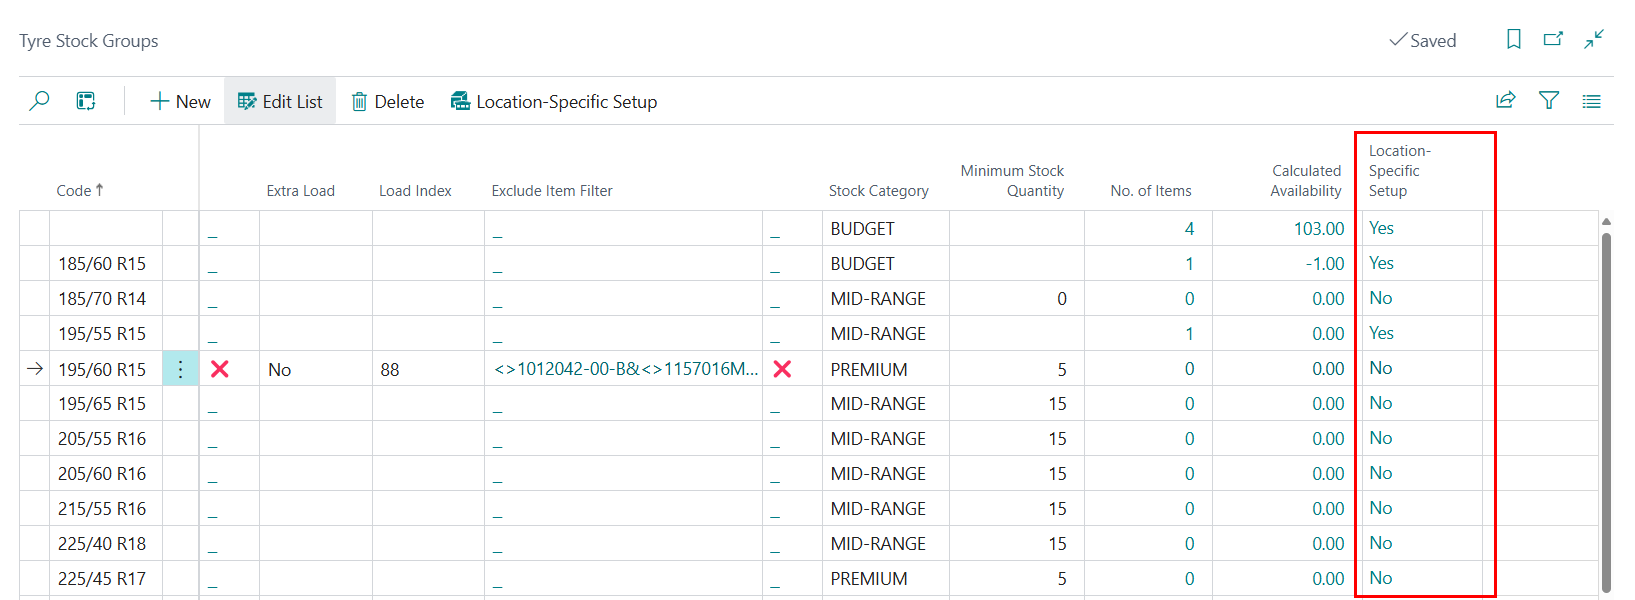 Tyre Stock Groups
Saved
New
Edit List
Delete
Location-Specific Setup
Code
Extra Load
Load Index
Exclude Item Filter
Stock Category
Minimum Stock
Quantity
No. of Items
Calculated
Availability
Location-
Specific
Setup
_ _ _ BUDGET 4 103.00 Yes
185/60 R15 _ _ _ BUDGET 1 -1.00 Yes
185/70 R14 _ _ _ MID-RANGE 0 0 0.00 No
195/55 R15 _ _ _ MID-RANGE 1 0.00 Yes
195/60 R15 No 88 <>1012042-00-B&<>1157016M... PREMIUM 5 0 0.00 No
195/65 R15 _ _ _ MID-RANGE 15 0 0.00 No
205/55 R16 _ _ _ MID-RANGE 15 0 0.00 No
205/60 R16 _ _ _ MID-RANGE 15 0 0.00 No
215/55 R16 _ _ _ MID-RANGE 15 0 0.00 No
225/40 R18 _ _ _ MID-RANGE 15 0 0.00 No
225/45 R17 _ _ _ PREMIUM 5 0 0.00 No